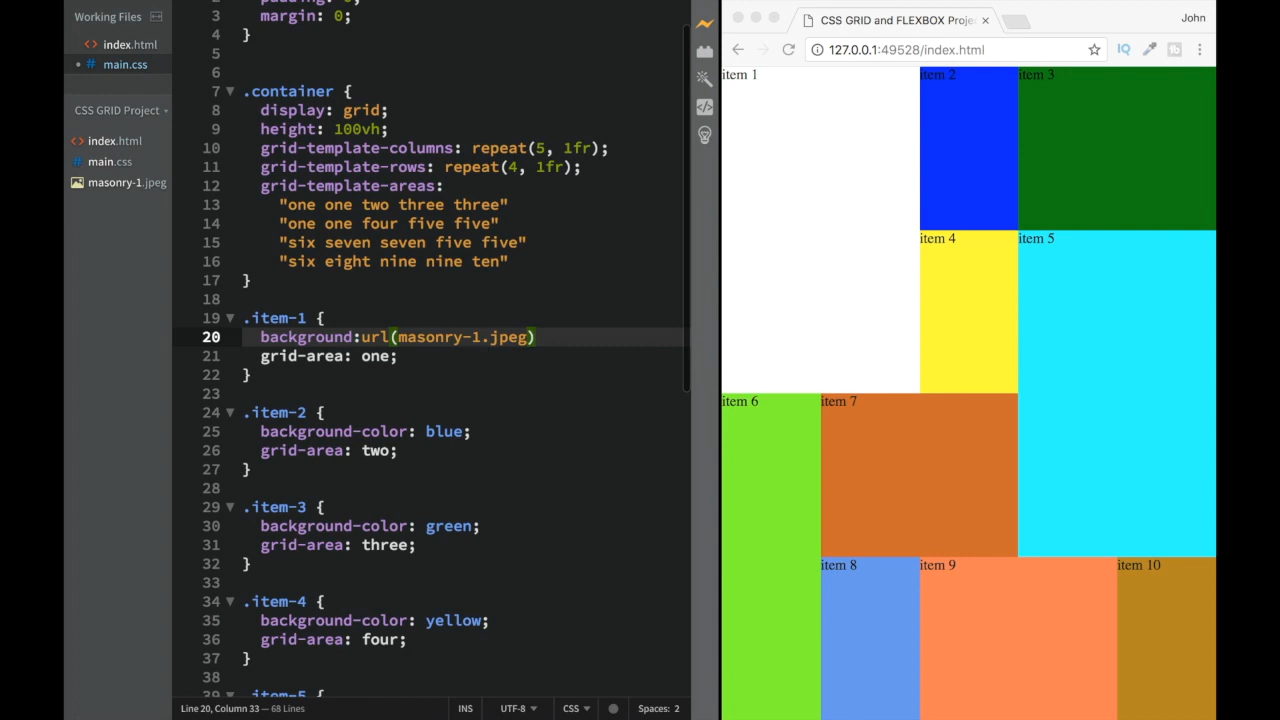 Working Files
index.html
main.css
CSS GRID Project
index.html
main.css
masonry-1.jpeg
3 margin: 0;
4 }
5
6
7 .container {
8 display: grid;
9 height: 100vh;
10 grid-template-columns: repeat(5, 1fr);
11 grid-template-rows: repeat(4, 1fr);
12 grid-template-areas:
13 "one one two three three"
14 "one one four five five"
15 "six seven seven five five"
16 "six eight nine nine ten"
17 }
18
19 .item-1 {
20 background:url(masonry-1.jpeg)
21 grid-area: one;
22 }
23
24 .item-2 {
25 background-color: blue;
26 grid-area: two;
27 }
28
29 .item-3 {
30 background-color: green;
31 grid-area: three;
32 }
33
34 .item-4 {
35 background-color: yellow;
36 grid-area: four;
37 }
38
39 .item-5 {
Line 20, Column 33 — 68 Lines
INS
UTF-8
CSS
Spaces: 2
CSS GRID and FLEXBOX Proje
John
127.0.0.1:49528/index.html
IQ
item 1
item 2
item 3
item 4
item 5
item 6
item 7
item 8
item 9
item 10